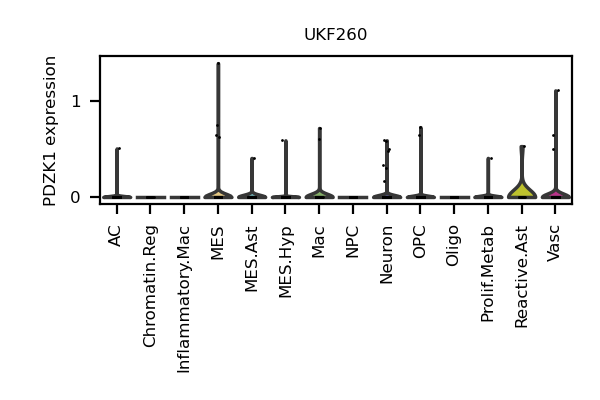 UKF260
PDZK1 expression
1
0
AC
Chromatin.Reg
Inflammatory.Mac
MES
MES.Ast
MES.Hyp
Mac
NPC
Neuron
OPC
Oligo
Prolif.Metab
Reactive.Ast
Vasc